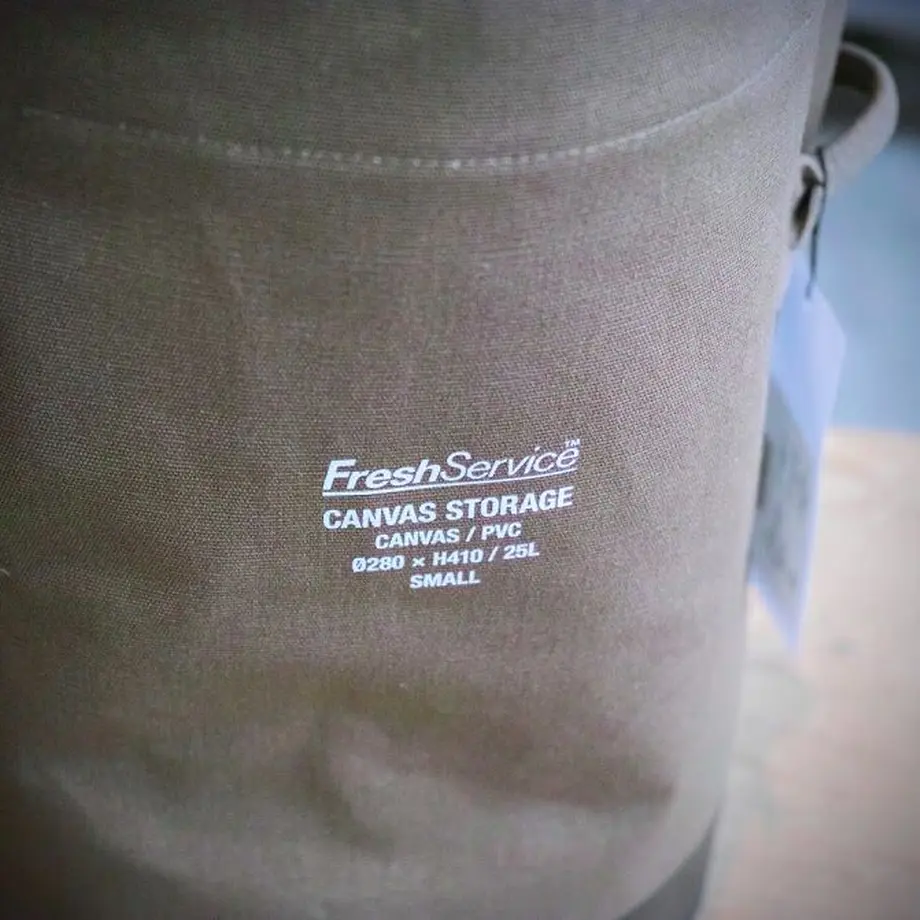 FreshService™
CANVAS STORAGE
CANVAS / PVC
Ø280 × H410 / 25L
SMALL